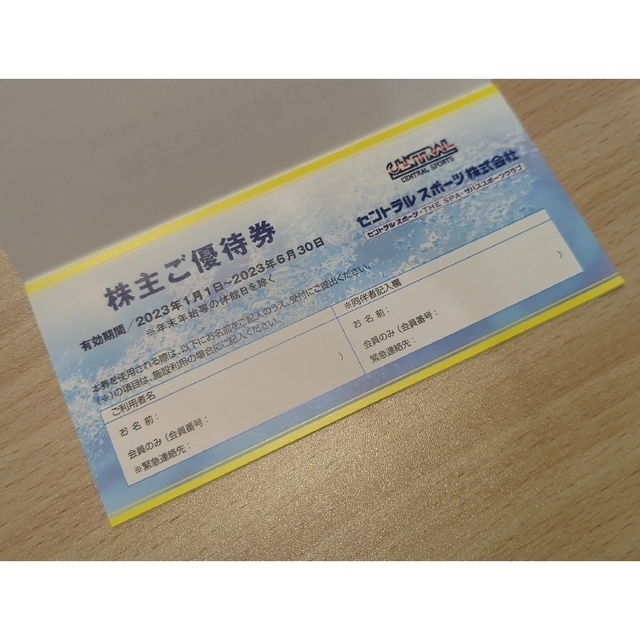 CENTRAL
CENTRAL SPORTS
セントラルスポーツ株式会社
セントラルスポーツ・THE SPA・ザバススポーツクラブ
株主ご優待券
有効期間／2023年1月1日～2023年6月30日
※年末年始等の休館日を除く
本券を使用される際は、以下にお名前をご記入のうえ、受付にご提出ください。
(※)の項目は、施設利用の場合にご記入ください。
ご利用者名
お名前：
会員のみ(会員番号： )
※緊急連絡先：
※同伴者記入欄
お名前：
会員のみ(会員番号： )
緊急連絡先：